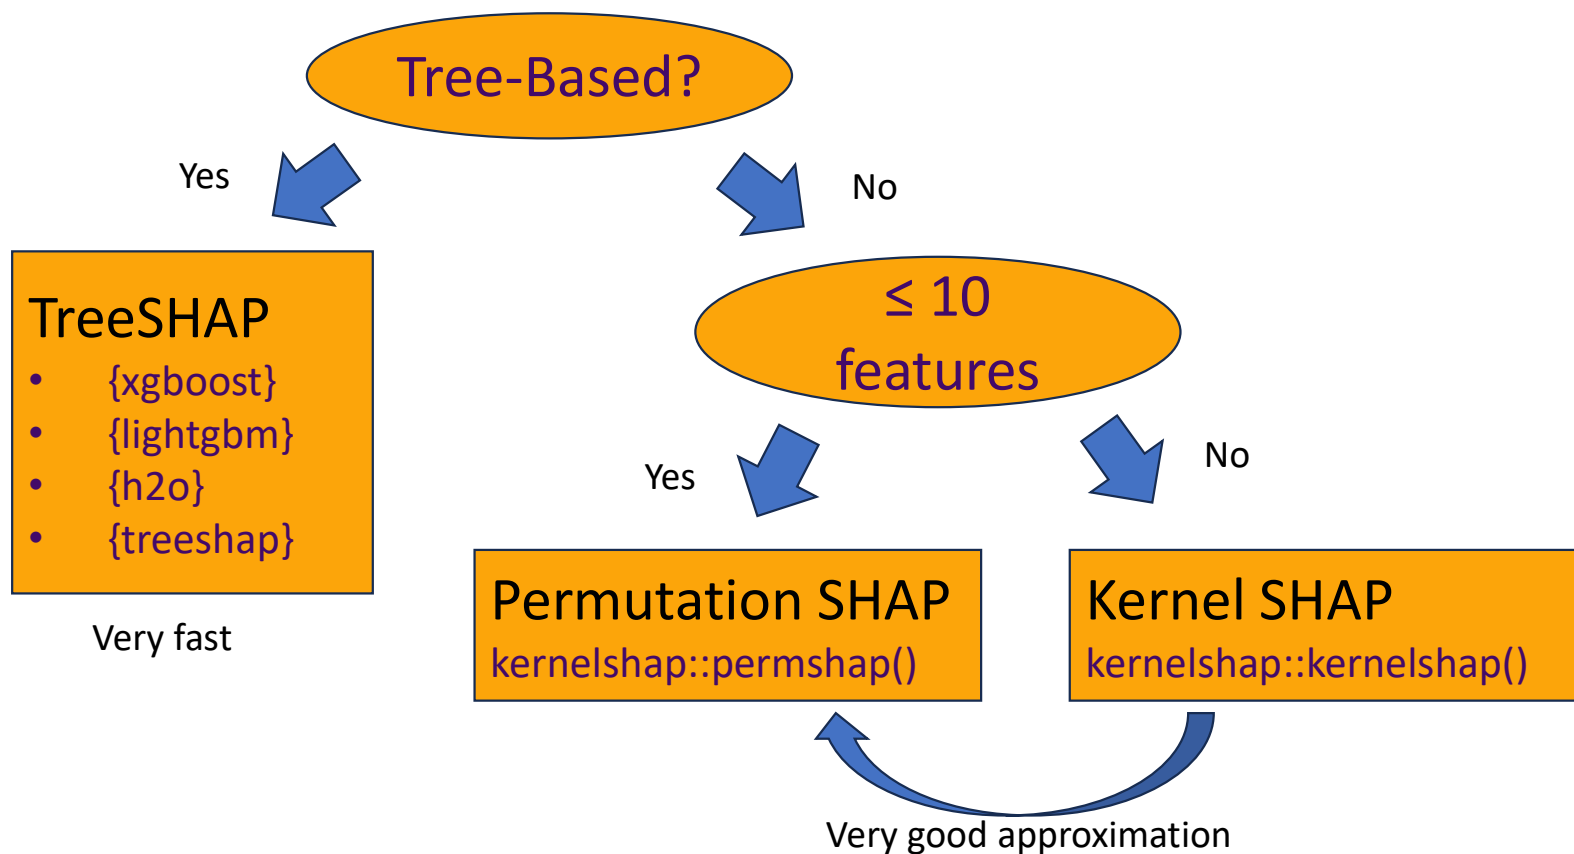 Tree-Based?
Yes
No
TreeSHAP
• {xgboost}
• {lightgbm}
• {h2o}
• {treeshap}
Very fast
≤ 10
features
Yes
No
Permutation SHAP
kernelshap::permshap()
Kernel SHAP
kernelshap::kernelshap()
Very good approximation